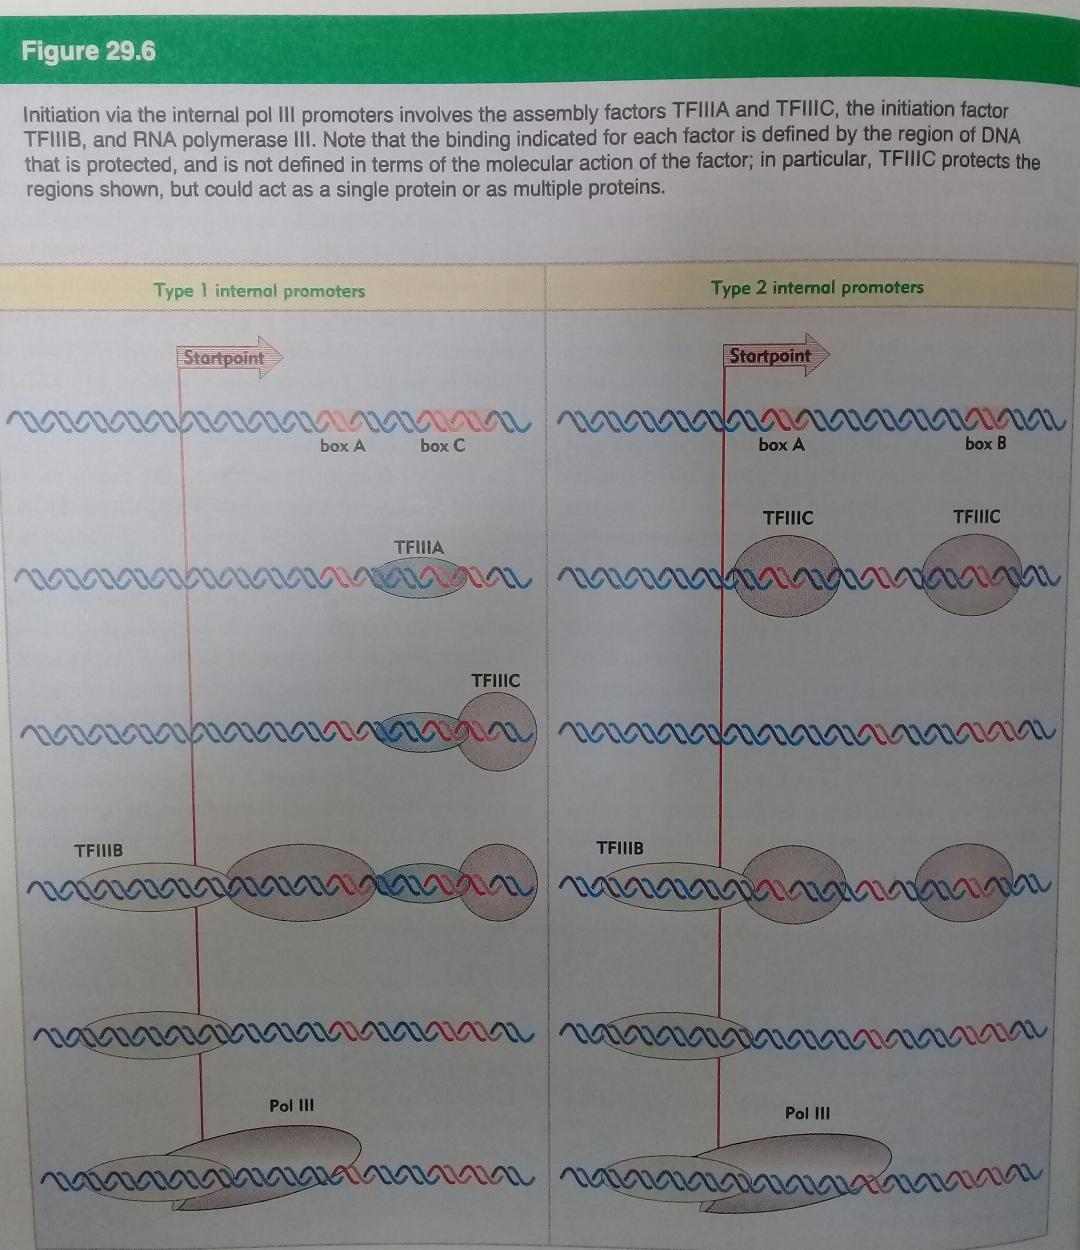 Figure 29.6
Initiation via the internal pol III promoters involves the assembly factors TFIIIA and TFIIIC, the initiation factor
TFIIIB, and RNA polymerase III. Note that the binding indicated for each factor is defined by the region of DNA
that is protected, and is not defined in terms of the molecular action of the factor; in particular, TFIIIC protects the
regions shown, but could act as a single protein or as multiple proteins.
Type 1 internal promoters
Startpoint
box A box C
TFIIIA
TFIIIC
TFIIIB
Pol III
Type 2 internal promoters
Startpoint
box A box B
TFIIIC TFIIIC
TFIIIB
Pol III